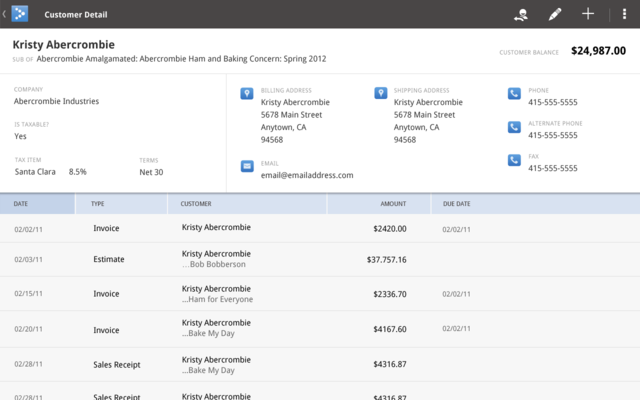 Customer Detail
Kristy Abercrombie
SUB OF Abercrombie Amalgamated: Abercrombie Ham and Baking Concern: Spring 2012
CUSTOMER BALANCE $24,987.00
COMPANY
Abercrombie Industries
IS TAXABLE?
Yes
TAX ITEM TERMS
Santa Clara 8.5% Net 30
BILLING ADDRESS
Kristy Abercrombie
5678 Main Street
Anytown, CA
94568
EMAIL
email@emailaddress.com
SHIPPING ADDRESS
Kristy Abercrombie
5678 Main Street
Anytown, CA
94568
PHONE
415-555-5555
ALTERNATE PHONE
415-555-5555
FAX
415-555-5555
DATE TYPE CUSTOMER AMOUNT DUE DATE
02/02/11 Invoice Kristy Abercrombie $2420.00 02/02/11
02/03/11 Estimate Kristy Abercrombie $37.757.16
...Bob Bobberson
02/15/11 Invoice Kristy Abercrombie $2336.70 02/02/11
...Ham for Everyone
02/20/11 Invoice Kristy Abercrombie $4167.60 02/02/11
...Bake My Day
02/28/11 Sales Receipt Kristy Abercrombie $4316.87
...Bake My Day
02/28/11 Sales Receipt Kristy Abercrombie $4316.87